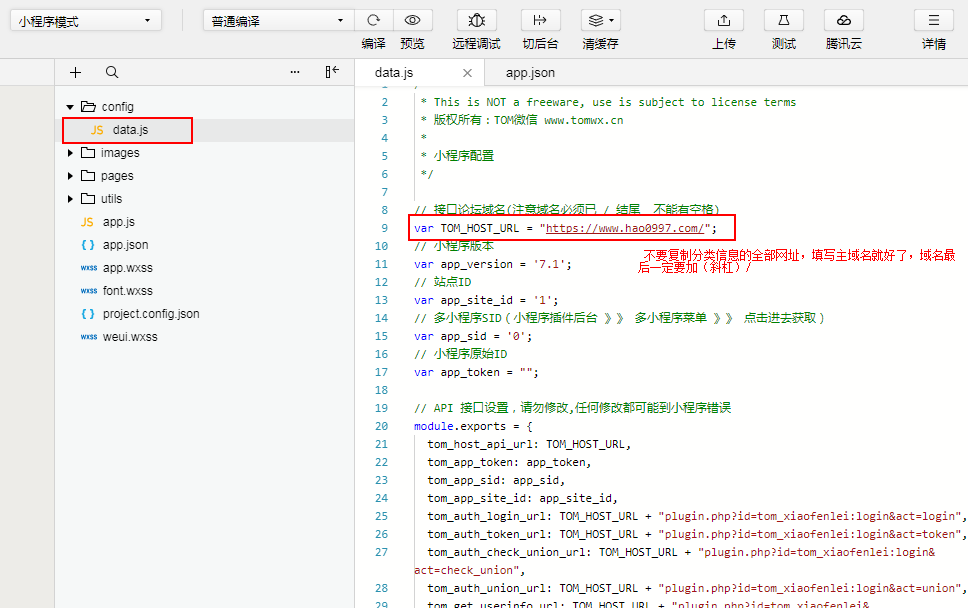 小程序模式
普通编译
编译
预览
远程调试
切后台
清缓存
上传
测试
腾讯云
详情
data.js
app.json
config
JS data.js
images
pages
utils
JS app.js
{ } app.json
wxss app.wxss
wxss font.wxss
{ } project.config.json
wxss weui.wxss
2 * This is NOT a freeware, use is subject to license terms
3 * 版权所有：TOM微信 www.tomwx.cn
4 *
5 * 小程序配置
6 */
7
8 // 接口论坛域名(注意域名必须已 / 结尾 不能有空格)
9 var TOM_HOST_URL = "https://www.hao0997.com/";
10 // 小程序版本
不要复制分类信息的全部网址，填写主域名就好了，域名最
后一定要加（斜杠）/
11 var app_version = '7.1';
12 // 站点ID
13 var app_site_id = '1';
14 // 多小程序SID（小程序插件后台 》》 多小程序菜单 》》 点击进去获取）
15 var app_sid = '0';
16 // 小程序原始ID
17 var app_token = "";
18
19 // API 接口设置，请勿修改,任何修改都可能到小程序错误
20 module.exports = {
21 tom_host_api_url: TOM_HOST_URL,
22 tom_app_token: app_token,
23 tom_app_sid: app_sid,
24 tom_app_site_id: app_site_id,
25 tom_auth_login_url: TOM_HOST_URL + "plugin.php?id=tom_xiaofenlei:login&act=login",
26 tom_auth_token_url: TOM_HOST_URL + "plugin.php?id=tom_xiaofenlei:login&act=token",
27 tom_auth_check_union_url: TOM_HOST_URL + "plugin.php?id=tom_xiaofenlei:login&
act=check_union",
28 tom_auth_union_url: TOM_HOST_URL + "plugin.php?id=tom_xiaofenlei:login&act=union",
29 tom_get_userinfo_url: TOM_HOST_URL + "plugin.php?id=tom_xiaofenlei&